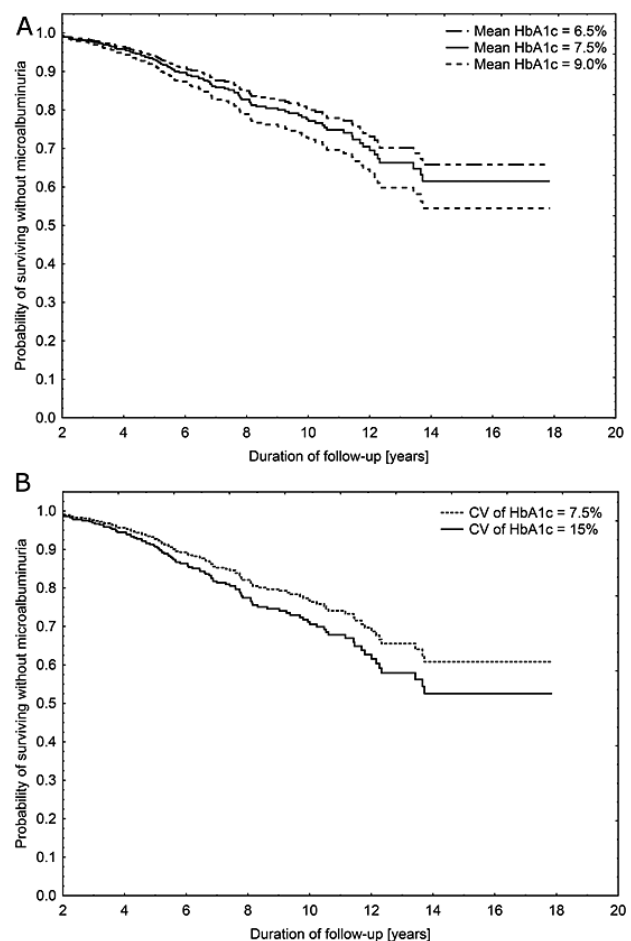 A
Mean HbA1c = 6.5%
Mean HbA1c = 7.5%
Mean HbA1c = 9.0%
Probability of surviving without microalbuminuria
1.0
0.9
0.8
0.7
0.6
0.5
0.4
0.3
0.2
0.1
0.0
2 4 6 8 10 12 14 16 18 20
Duration of follow-up [years]
B
CV of HbA1c = 7.5%
CV of HbA1c = 15%
Probability of surviving without microalbuminuria
1.0
0.9
0.8
0.7
0.6
0.5
0.4
0.3
0.2
0.1
0.0
2 4 6 8 10 12 14 16 18 20
Duration of follow-up [years]